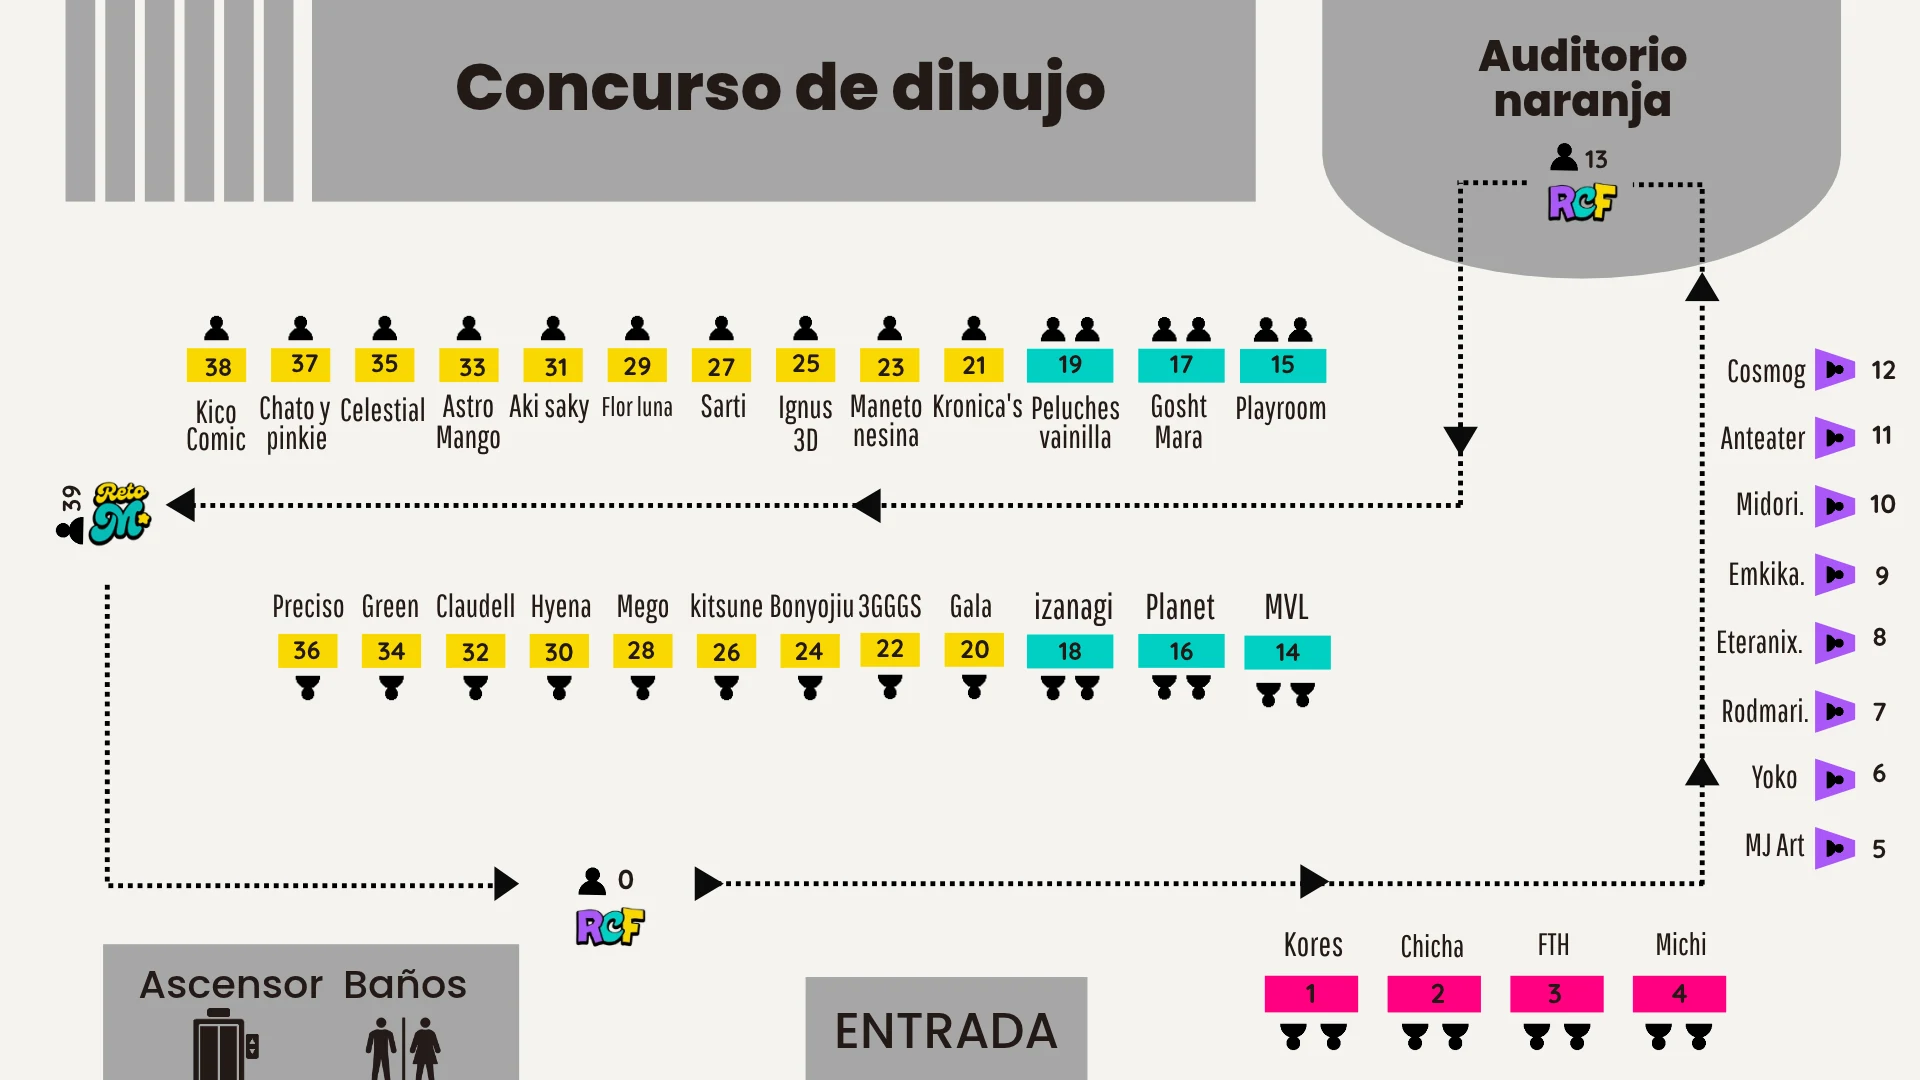 Concurso de dibujo
Auditorio
naranja
13
RCF
38
37
35
33
31
29
27
25
23
21
19
17
15
Kico
Comic
Chato y
pinkie
Celestial
Astro
Mango
Aki saky
Flor luna
Sarti
Ignus
3D
Maneto
nesina
Kronica's
Peluches
vainilla
Gosht
Mara
Playroom
Cosmog
12
Anteater
11
Midori.
10
Emkika.
9
Eteranix.
8
Rodmari.
7
Yoko
6
MJ Art
5
39
Reto
M
Preciso
Green
Claudell
Hyena
Mego
kitsune
Bonyojiu
3GGGS
Gala
izanagi
Planet
MVL
36
34
32
30
28
26
24
22
20
18
16
14
0
RCF
Ascensor
Baños
ENTRADA
Kores
Chicha
FTH
Michi
1
2
3
4